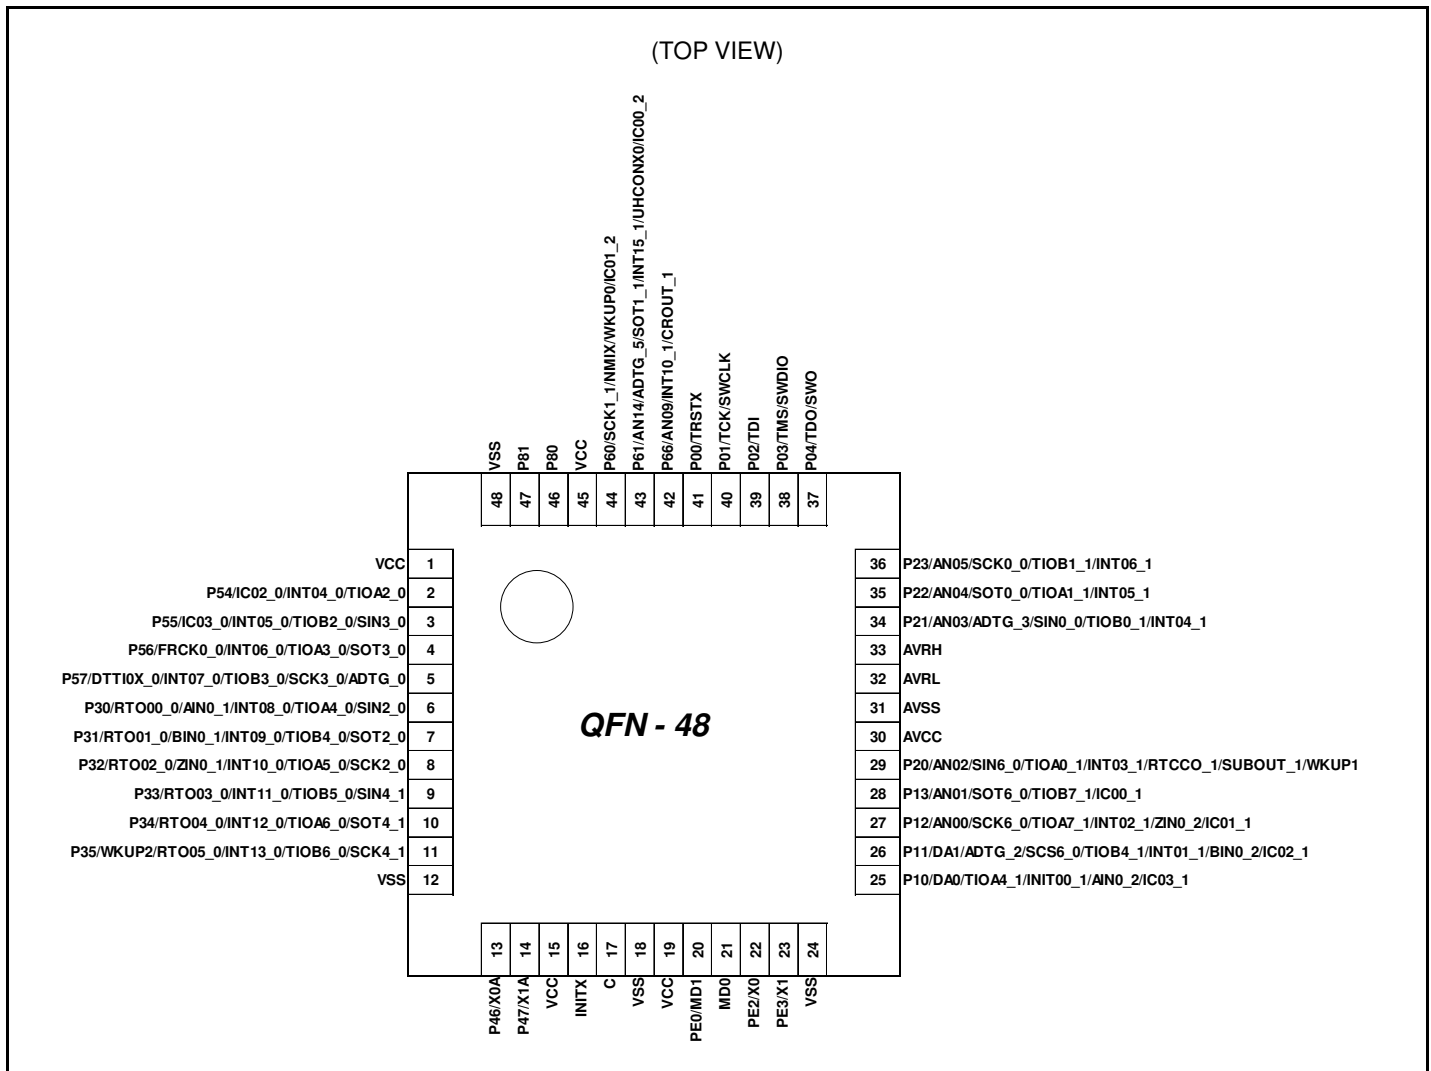 (TOP VIEW)
VSS
P81
P80
VCC
P60/SCK1_1/NMIX/WKUP0/IC01_2
P61/AN14/ADTG_5/SOT1_1/INT15_1/UHCONX0/IC00_2
P66/AN09/INT10_1/CROUT_1
P00/TRSTX
P01/TCK/SWCLK
P02/TDI
P03/TMS/SWDIO
P04/TDO/SWO
48
47
46
45
44
43
42
41
40
39
38
37
VCC 1
P54/IC02_0/INT04_0/TIOA2_0 2
P55/IC03_0/INT05_0/TIOB2_0/SIN3_0 3
P56/FRCK0_0/INT06_0/TIOA3_0/SOT3_0 4
P57/DTTI0X_0/INT07_0/TIOB3_0/SCK3_0/ADTG_0 5
P30/RTO00_0/AIN0_1/INT08_0/TIOA4_0/SIN2_0 6
P31/RTO01_0/BIN0_1/INT09_0/TIOB4_0/SOT2_0 7
P32/RTO02_0/ZIN0_1/INT10_0/TIOA5_0/SCK2_0 8
P33/RTO03_0/INT11_0/TIOB5_0/SIN4_1 9
P34/RTO04_0/INT12_0/TIOA6_0/SOT4_1 10
P35/WKUP2/RTO05_0/INT13_0/TIOB6_0/SCK4_1 11
VSS 12
QFN - 48
36 P23/AN05/SCK0_0/TIOB1_1/INT06_1
35 P22/AN04/SOT0_0/TIOA1_1/INT05_1
34 P21/AN03/ADTG_3/SIN0_0/TIOB0_1/INT04_1
33 AVRH
32 AVRL
31 AVSS
30 AVCC
29 P20/AN02/SIN6_0/TIOA0_1/INT03_1/RTCCO_1/SUBOUT_1/WKUP1
28 P13/AN01/SOT6_0/TIOB7_1/IC00_1
27 P12/AN00/SCK6_0/TIOA7_1/INT02_1/ZIN0_2/IC01_1
26 P11/DA1/ADTG_2/SCS6_0/TIOB4_1/INT01_1/BIN0_2/IC02_1
25 P10/DA0/TIOA4_1/INIT00_1/AIN0_2/IC03_1
13
14
15
16
17
18
19
20
21
22
23
24
P46/X0A
P47/X1A
VCC
INITX
C
VSS
VCC
PE0/MD1
MD0
PE2/X0
PE3/X1
VSS